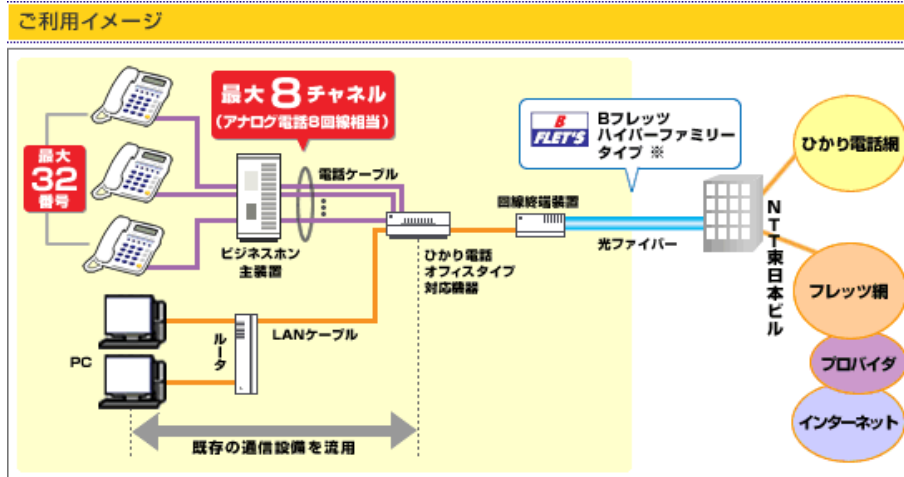 ご利用イメージ
最大8チャネル
(アナログ電話8回線相当)
B
FLET'S
Bフレッツ
ハイパーファミリー
タイプ ※
ひかり電話網
最大
32
番号
電話ケーブル
回線終端装置
光ファイバー
NTT東日本ビル
ビジネスホン
主装置
ひかり電話
オフィスタイプ
対応機器
フレッツ網
PC
ルータ
LANケーブル
プロバイダ
インターネット
既存の通信設備を流用